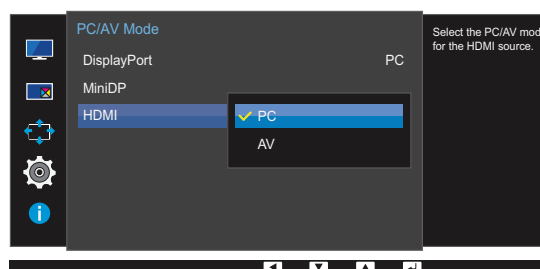 PC/AV Mode
DisplayPort PC
MiniDP
HDMI
PC
AV
Select the PC/AV mod
for the HDMI source.